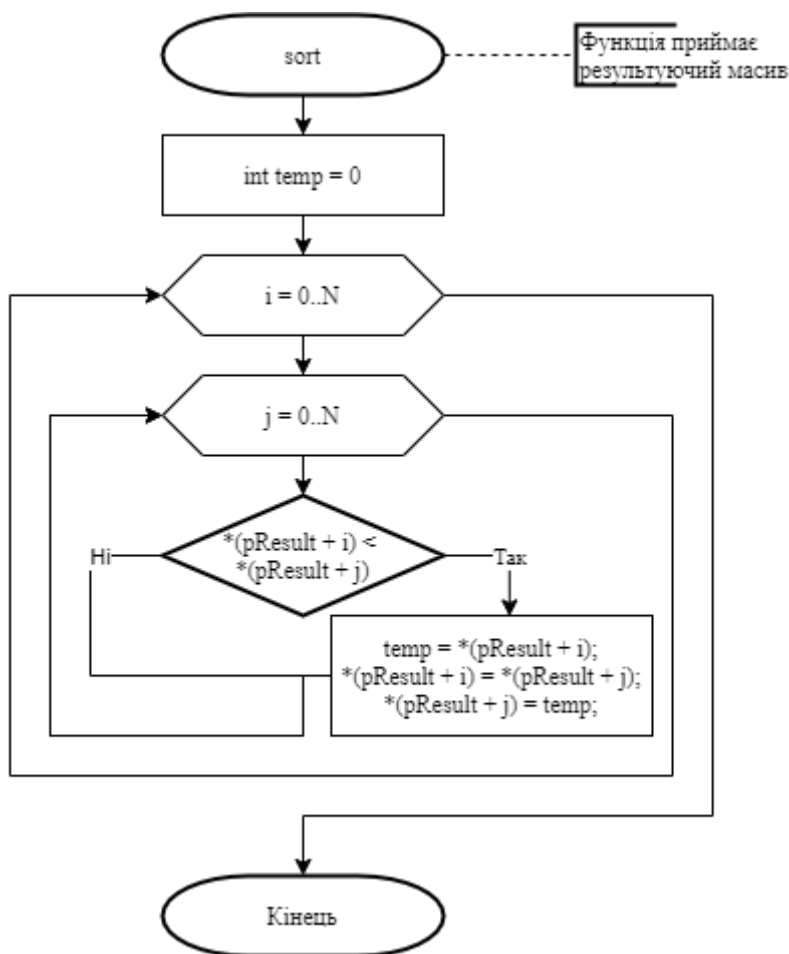 sort
Функція приймає
результуючий масив
int temp = 0
i = 0..N
j = 0..N
*(pResult + i) <
*(pResult + j)
Ні
Так
temp = *(pResult + i);
*(pResult + i) = *(pResult + j);
*(pResult + j) = temp;
Кінець